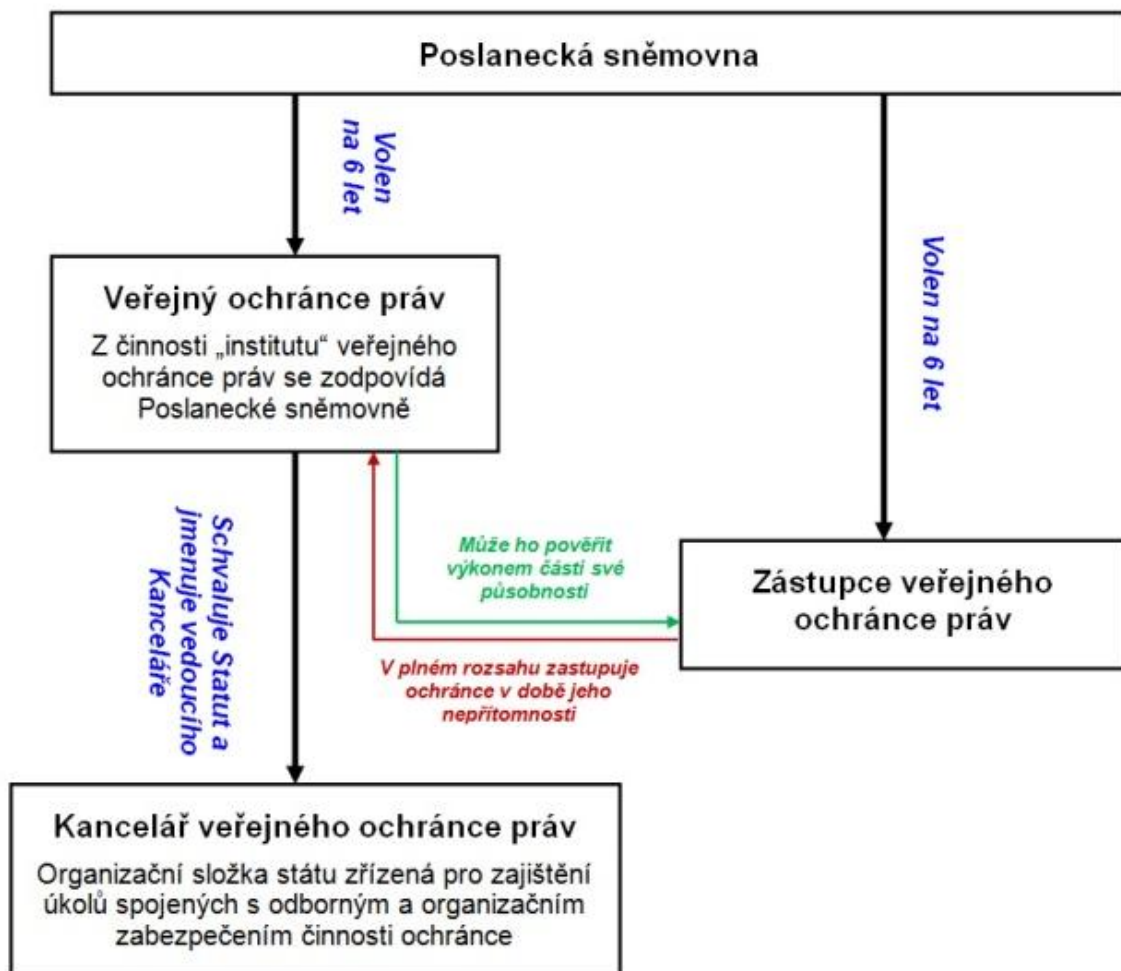 Poslanecká sněmovna
Volen
na 6 let
Volen na 6 let
Veřejný ochránce práv
Z činnosti „institutu“ veřejného
ochránce práv se zodpovídá
Poslanecké sněmovně
Schvaluje Statut a
jmenuje vedoucího
Kanceláře
Může ho pověřit
výkonem části své
působnosti
Zástupce veřejného
ochránce práv
V plném rozsahu zastupuje
ochránce v době jeho
nepřítomnosti
Kancelář veřejného ochránce práv
Organizační složka státu zřízená pro zajištění
úkolů spojených s odborným a organizačním
zabezpečením činnosti ochránce